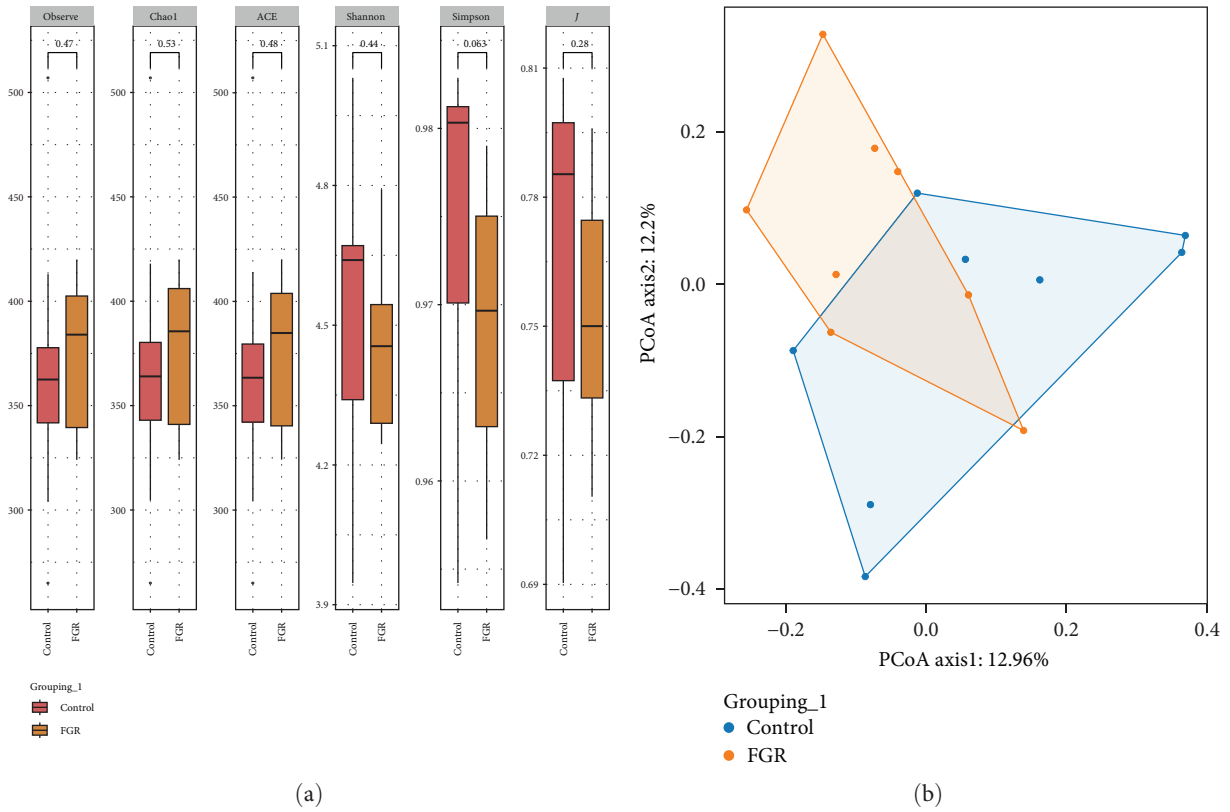 Observe
Chao1
ACE
Shannon
Simpson
J
0.47
0.53
0.48
0.44
0.063
0.28
500
450
400
350
300
500
450
400
350
300
500
450
400
350
300
5.1
4.8
4.5
4.2
3.9
0.98
0.97
0.96
0.81
0.78
0.75
0.72
0.69
Control
FGR
Control
FGR
Control
FGR
Control
FGR
Control
FGR
Control
FGR
Grouping_1
Control
FGR
(a)
PCoA axis2: 12.2%
0.2
0.0
−0.2
−0.4
−0.2
0.0
0.2
0.4
PCoA axis1: 12.96%
Grouping_1
Control
FGR
(b)